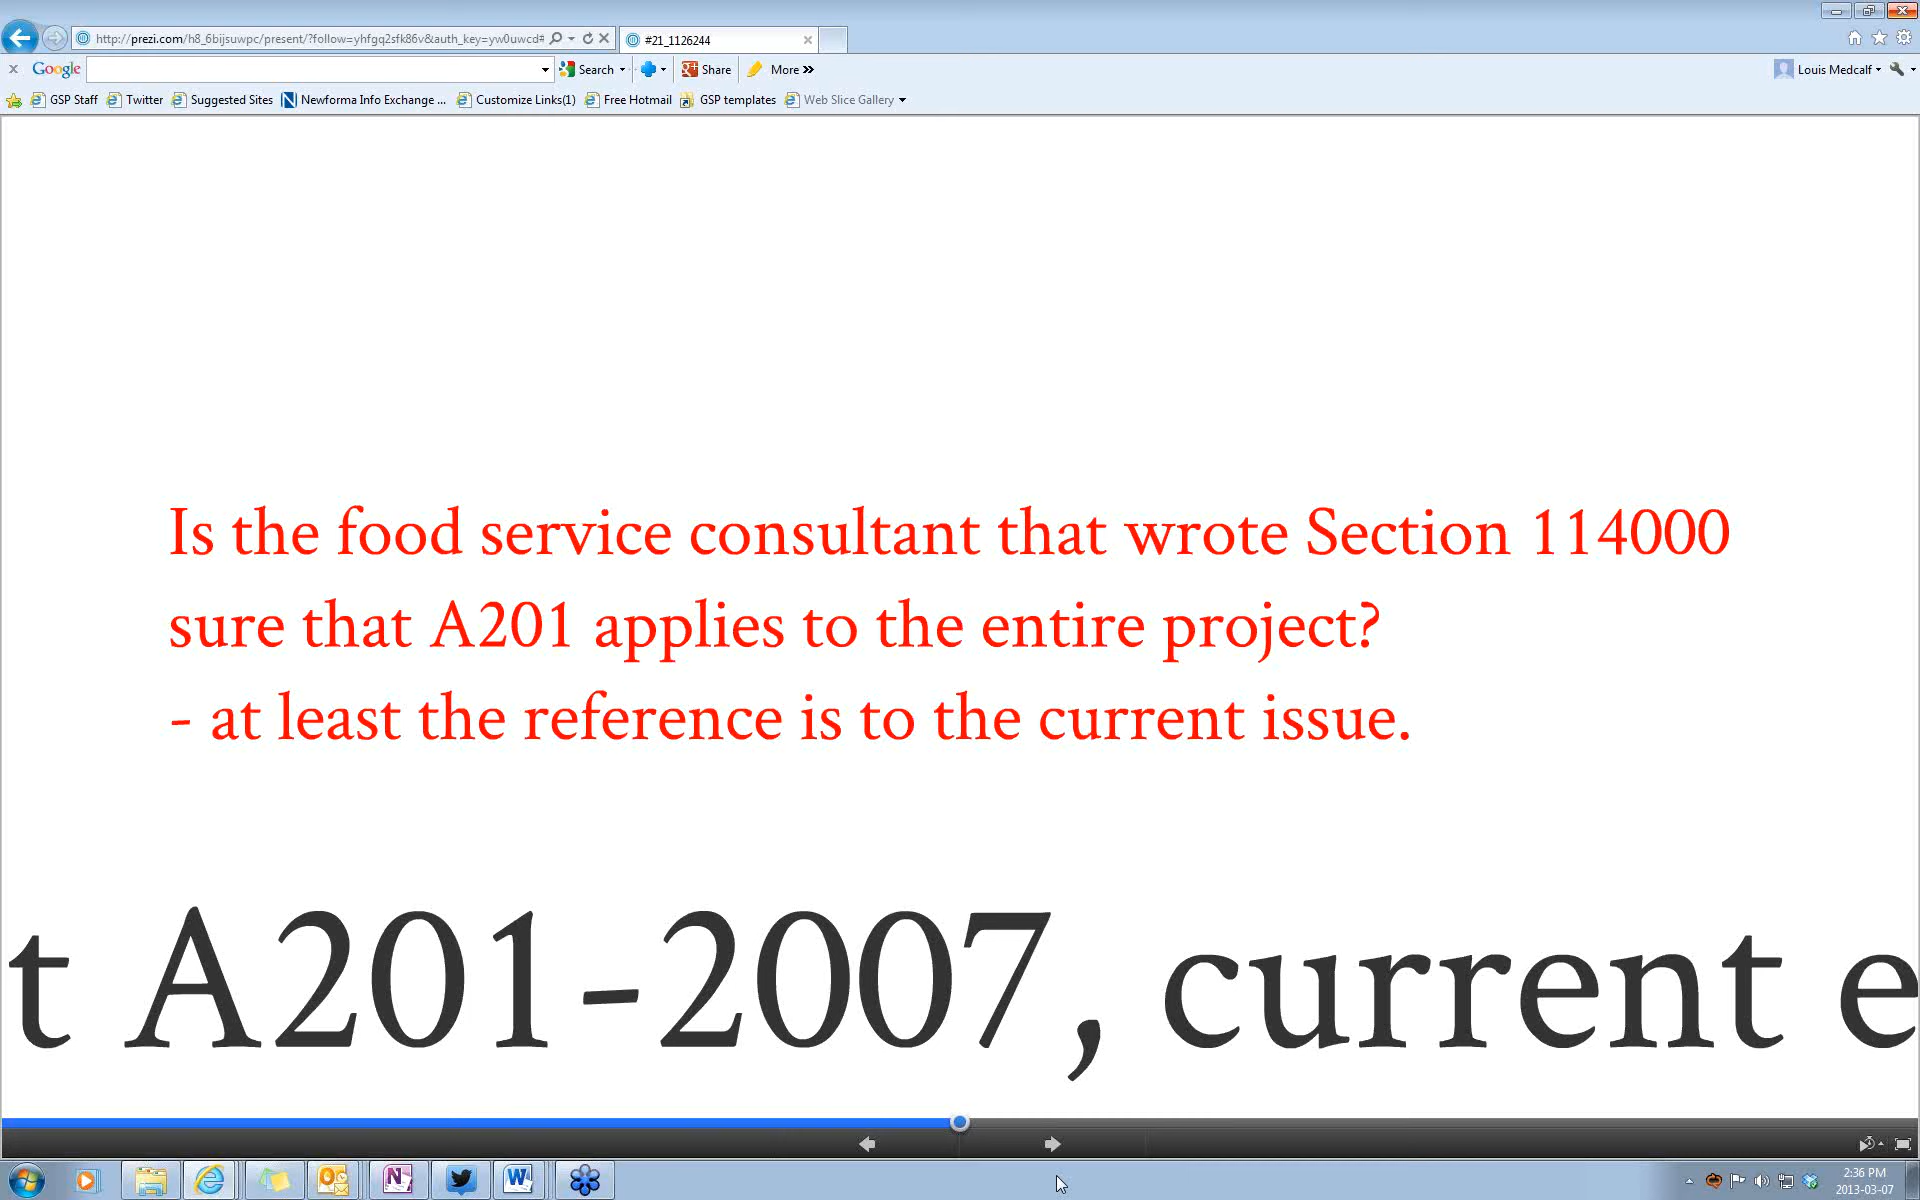 http://prezi.com/h8_6bijsuwpc/present/?follow=yhfgq2sfk86v&auth_key=yw0uwcd#
#21_1126244
x Google Search Share More »
Louis Medcalf
GSP Staff Twitter Suggested Sites Newforma Info Exchange ... Customize Links(1) Free Hotmail GSP templates Web Slice Gallery
Is the food service consultant that wrote Section 114000
sure that A201 applies to the entire project?
- at least the reference is to the current issue.
t A201-2007, current e
2:36 PM
2013-03-07